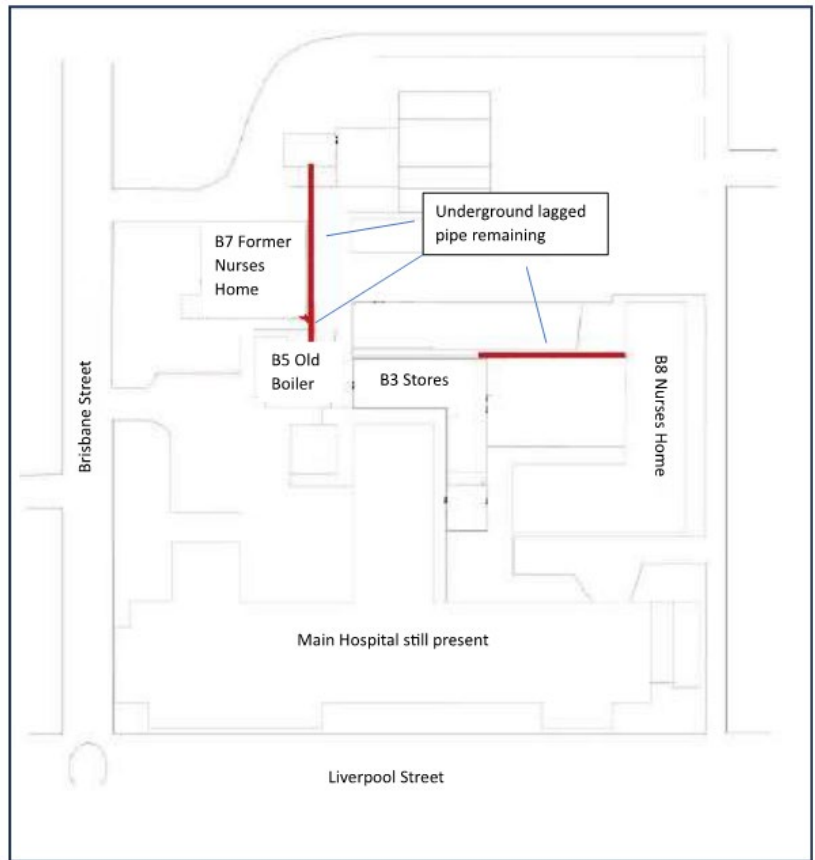 Underground lagged
pipe remaining
B7 Former
Nurses
Home
B5 Old
Boiler
B3 Stores
B8 Nurses Home
Brisbane Street
Main Hospital still present
Liverpool Street